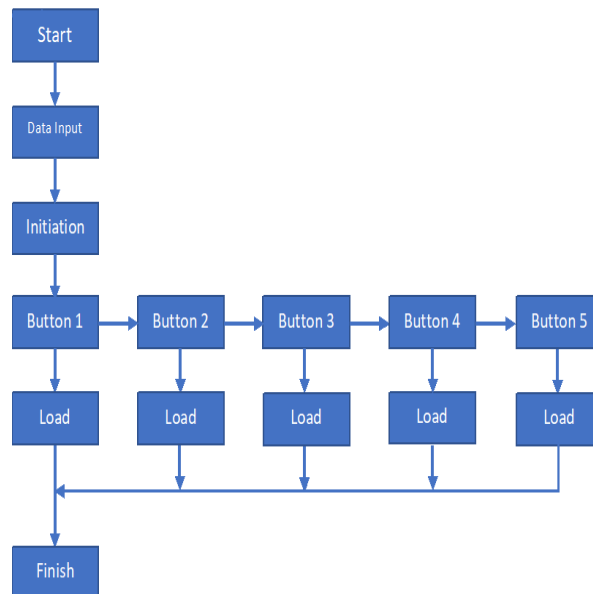 Start
Data Input
Initiation
Button 1
Button 2
Button 3
Button 4
Button 5
Load
Load
Load
Load
Load
Finish